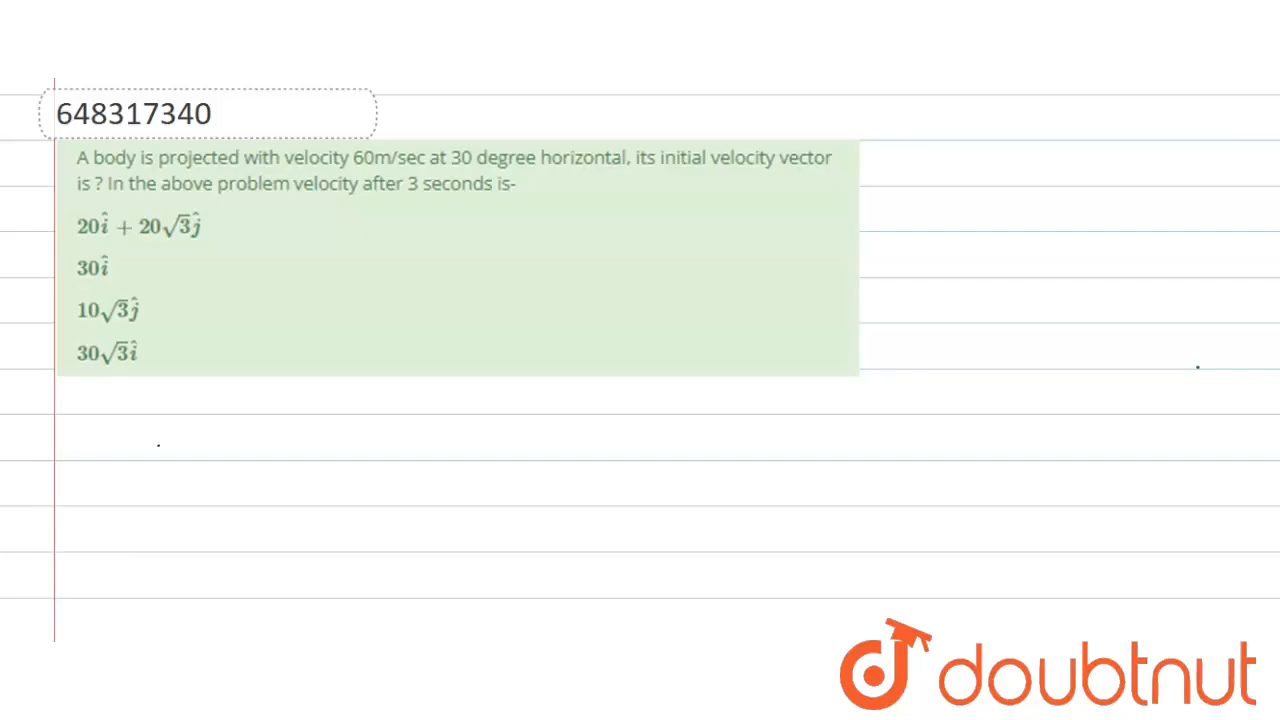 648317340
A body is projected with velocity 60m/sec at 30 degree horizontal, its initial velocity vector
is ? In the above problem velocity after 3 seconds is-
20î + 20√3ĵ
30î
10√3ĵ
30√3î
doubtnut